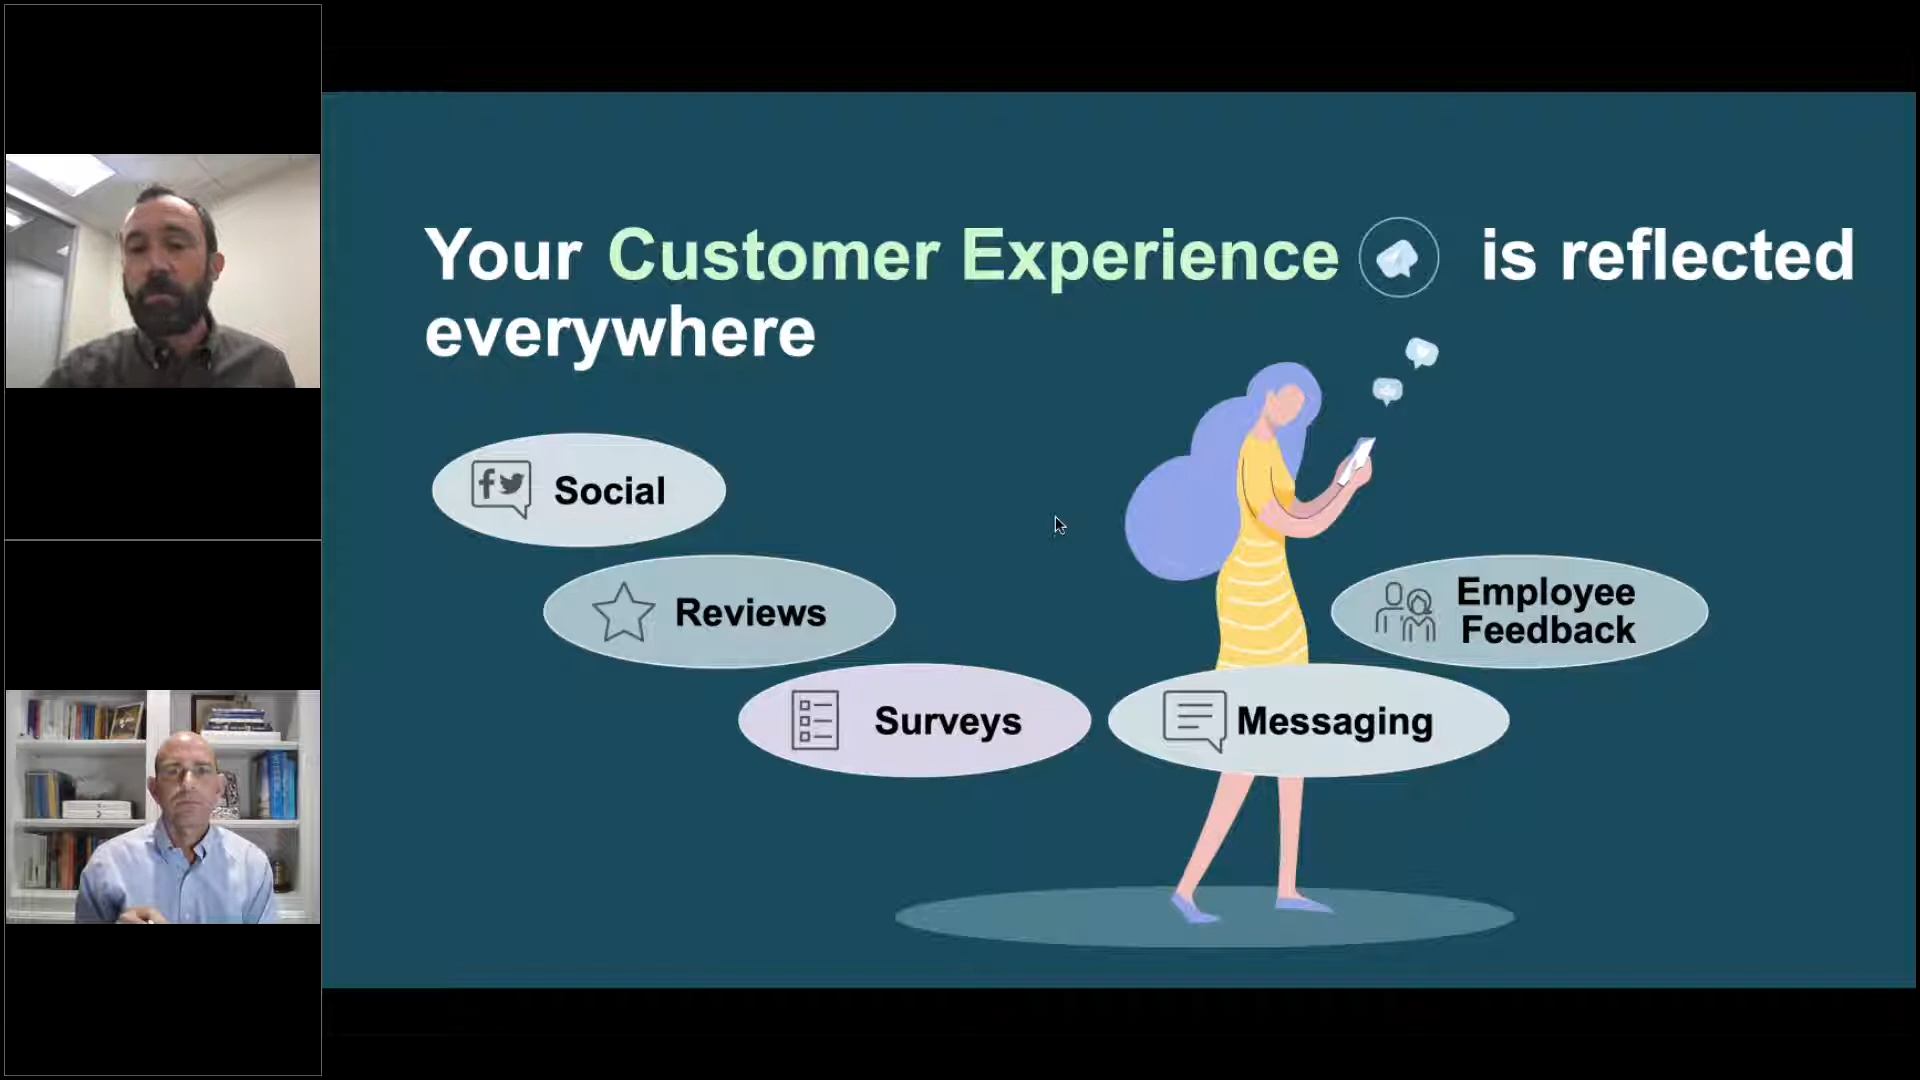 Your Customer Experience is reflected
everywhere
Social
Reviews
Employee
Feedback
Surveys
Messaging